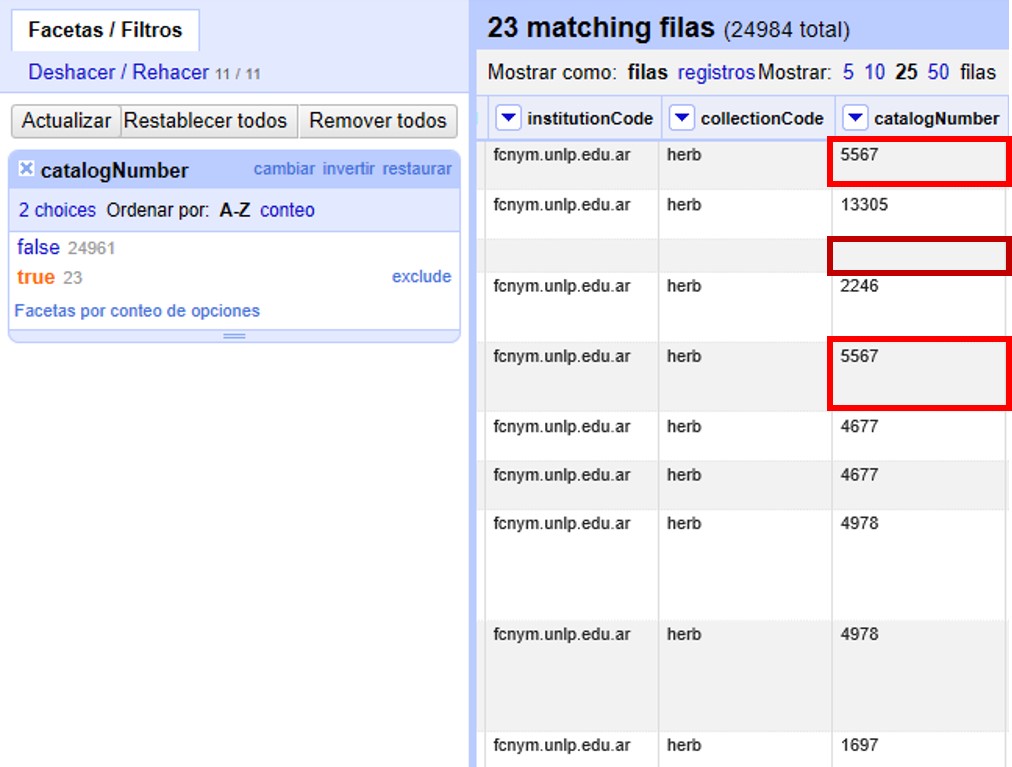 Facetas / Filtros
Deshacer / Rehacer 11 / 11
Actualizar Restablecer todos Remover todos
catalogNumber cambiar invertir restaurar
2 choices Ordenar por: A-Z conteo
false 24961
true 23 exclude
Facetas por conteo de opciones
23 matching filas (24984 total)
Mostrar como: filas registros Mostrar: 5 10 25 50 filas
institutionCode collectionCode catalogNumber
fcnym.unlp.edu.ar herb 5567
fcnym.unlp.edu.ar herb 13305
fcnym.unlp.edu.ar herb 2246
fcnym.unlp.edu.ar herb 5567
fcnym.unlp.edu.ar herb 4677
fcnym.unlp.edu.ar herb 4677
fcnym.unlp.edu.ar herb 4978
fcnym.unlp.edu.ar herb 4978
fcnym.unlp.edu.ar herb 1697